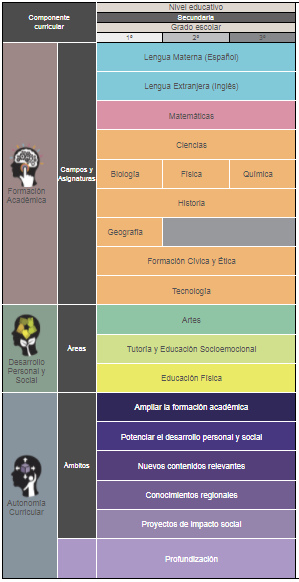 Componente
curricular
Nivel educativo
Secundaria
Grado escolar
1º 2º 3º
Formación
Académica
Campos y
Asignaturas
Lengua Materna (Español)
Lengua Extranjera (Inglés)
Matemáticas
Ciencias
Biología Física Química
Historia
Geografía
Formación Cívica y Ética
Tecnología
Desarrollo
Personal y
Social
Áreas
Artes
Tutoría y Educación Socioemocional
Educación Física
Autonomía
Curricular
Ámbitos
Ampliar la formación académica
Potenciar el desarrollo personal y social
Nuevos contenidos relevantes
Conocimientos regionales
Proyectos de impacto social
Profundización